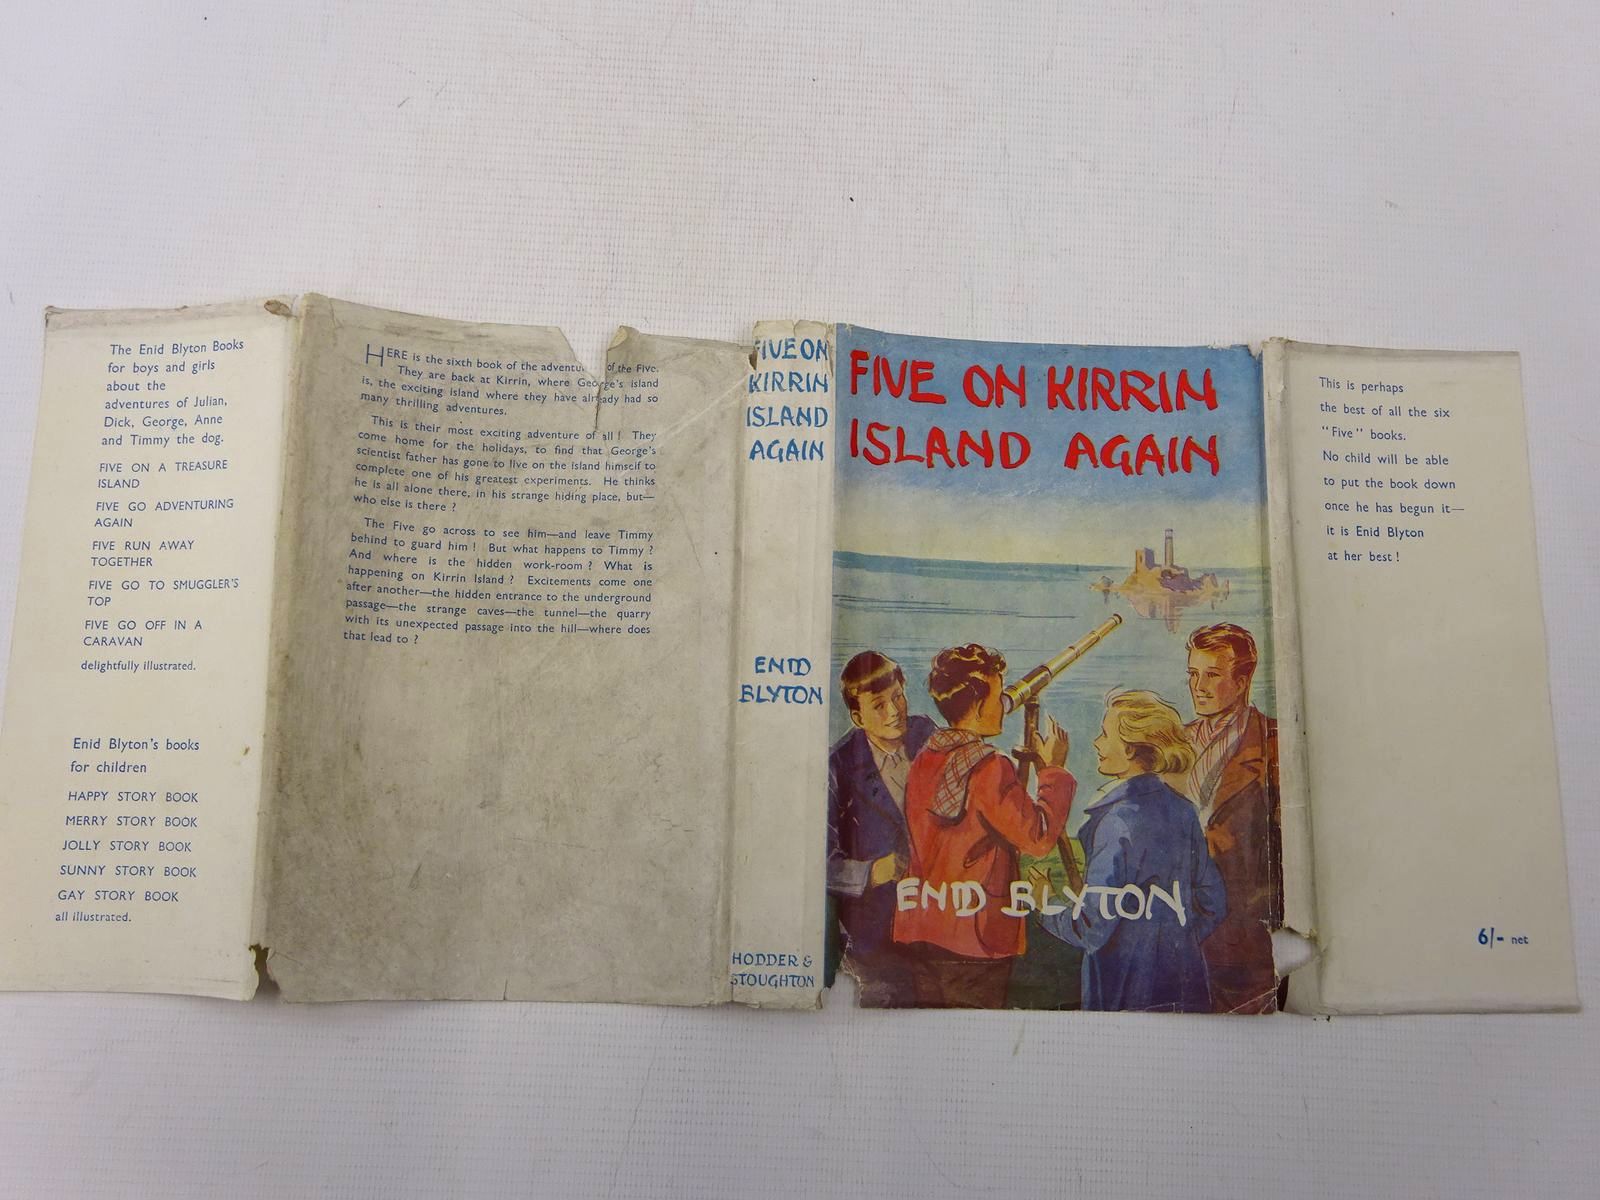 The Enid Blyton Books
for boys and girls
about the
adventures of Julian,
Dick, George, Anne
and Timmy the dog.
FIVE ON A TREASURE
ISLAND
FIVE GO ADVENTURING
AGAIN
FIVE RUN AWAY
TOGETHER
FIVE GO TO SMUGGLER'S
TOP
FIVE GO OFF IN A
CARAVAN
delightfully illustrated.
Enid Blyton's books
for children
HAPPY STORY BOOK
MERRY STORY BOOK
JOLLY STORY BOOK
SUNNY STORY BOOK
GAY STORY BOOK
all illustrated.
HERE is the sixth book of the adventu of the Five.
They are back at Kirrin, where George's island
is, the exciting island where they have already had so
many thrilling adventures.
This is their most exciting adventure of all ! They
come home for the holidays, to find that George's
scientist father has gone to live on the island himself to
complete one of his greatest experiments. He thinks
he is all alone there, in his strange hiding place, but—
who else is there ?
The Five go across to see him—and leave Timmy
behind to guard him ! But what happens to Timmy ?
And where is the hidden work-room ? What is
happening on Kirrin Island ? Excitements come one
after another—the hidden entrance to the underground
passage—the strange caves—the tunnel—the quarry
with its unexpected passage into the hill—where does
that lead to ?
FIVE ON
KIRRIN
ISLAND
AGAIN
ENID
BLYTON
HODDER &
STOUGHTON
FIVE ON KIRRIN
ISLAND AGAIN
ENID BLYTON
This is perhaps
the best of all the six
"Five" books.
No child will be able
to put the book down
once he has begun it—
it is Enid Blyton
at her best !
6/- net